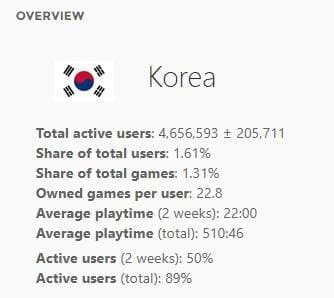 OVERVIEW
Korea
Total active users: 4,656,593 ± 205,711
Share of total users: 1.61%
Share of total games: 1.31%
Owned games per user: 22.8
Average playtime (2 weeks): 22:00
Average playtime (total): 510:46
Active users (2 weeks): 50%
Active users (total): 89%